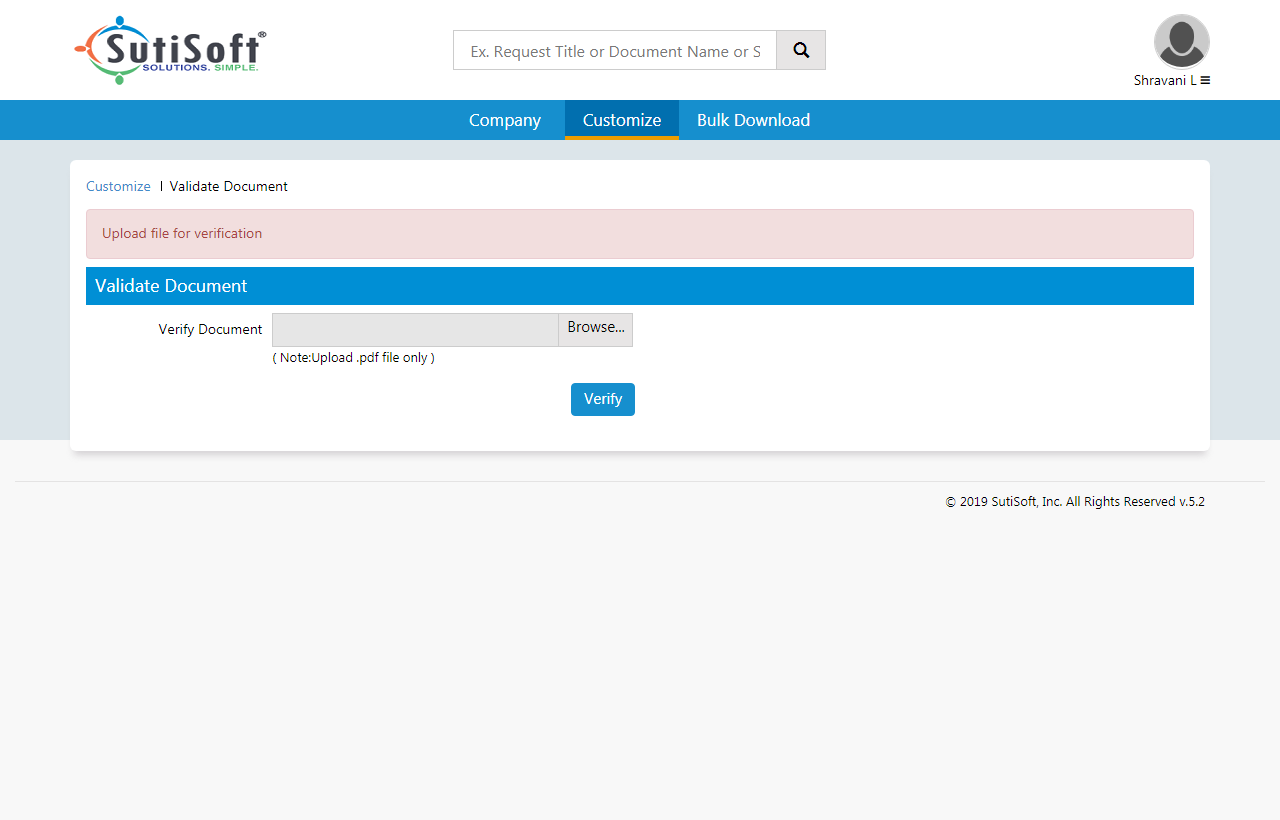 SutiSoft®
SOLUTIONS. SIMPLE.
Ex. Request Title or Document Name or S
Shravani L
Company
Customize
Bulk Download
Customize | Validate Document
Upload file for verification
Validate Document
Verify Document
Browse...
( Note:Upload .pdf file only )
Verify
© 2019 SutiSoft, Inc. All Rights Reserved v.5.2